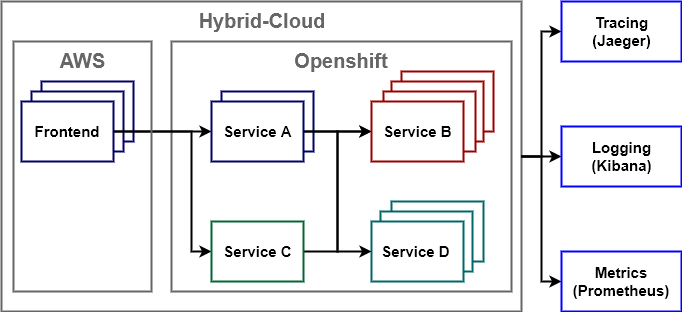 Hybrid-Cloud
AWS
Openshift
Frontend
Service A
Service B
Service C
Service D
Tracing
(Jaeger)
Logging
(Kibana)
Metrics
(Prometheus)